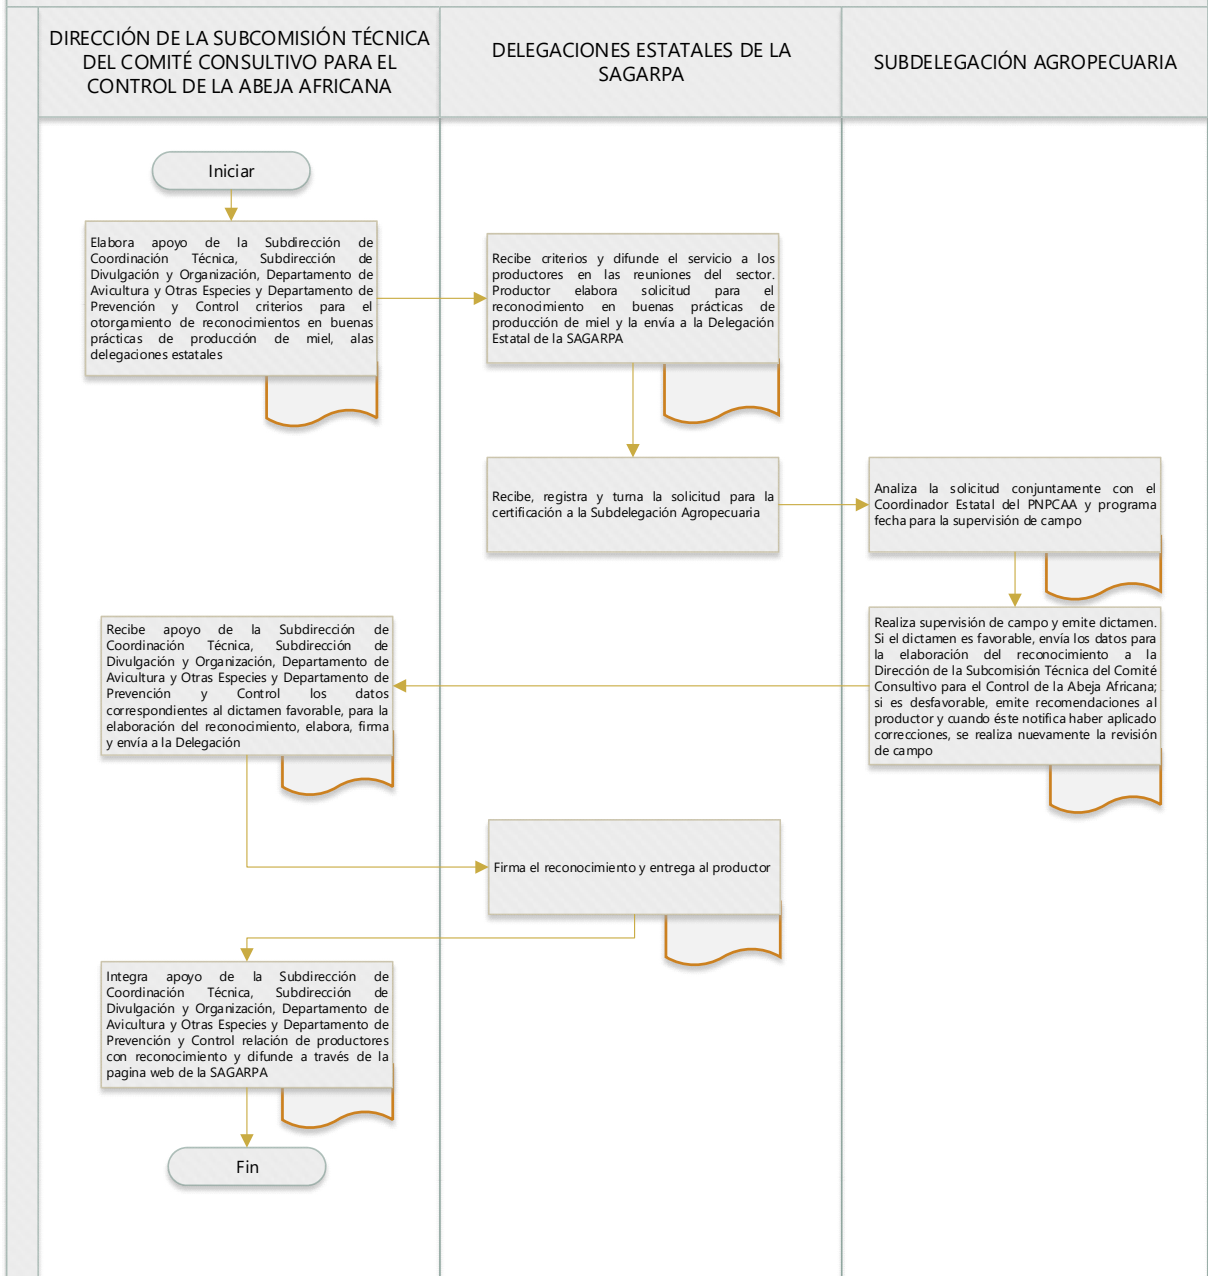 DIRECCIÓN DE LA SUBCOMISIÓN TÉCNICA
DEL COMITÉ CONSULTIVO PARA EL
CONTROL DE LA ABEJA AFRICANA
DELEGACIONES ESTATALES DE LA
SAGARPA
SUBDELEGACIÓN AGROPECUARIA
Iniciar
Elabora apoyo de la Subdirección de
Coordinación Técnica, Subdirección de
Divulgación y Organización, Departamento de
Avicultura y Otras Especies y Departamento de
Prevención y Control criterios para el
otorgamiento de reconocimientos en buenas
prácticas de producción de miel, alas
delegaciones estatales
Recibe criterios y difunde el servicio a los
productores en las reuniones del sector.
Productor elabora solicitud para el
reconocimiento en buenas prácticas de
producción de miel y la envía a la Delegación
Estatal de la SAGARPA
Recibe, registra y turna la solicitud para la
certificación a la Subdelegación Agropecuaria
Analiza la solicitud conjuntamente con el
Coordinador Estatal del PNPCAA y programa
fecha para la supervisión de campo
Realiza supervisión de campo y emite dictamen.
Si el dictamen es favorable, envía los datos para
la elaboración del reconocimiento a la
Dirección de la Subcomisión Técnica del Comité
Consultivo para el Control de la Abeja Africana;
si es desfavorable, emite recomendaciones al
productor y cuando éste notifica haber aplicado
correcciones, se realiza nuevamente la revisión
de campo
Recibe apoyo de la Subdirección de
Coordinación Técnica, Subdirección de
Divulgación y Organización, Departamento de
Avicultura y Otras Especies y Departamento de
Prevención y Control los datos
correspondientes al dictamen favorable, para la
elaboración del reconocimiento, elabora, firma
y envía a la Delegación
Firma el reconocimiento y entrega al productor
Integra apoyo de la Subdirección de
Coordinación Técnica, Subdirección de
Divulgación y Organización, Departamento de
Avicultura y Otras Especies y Departamento de
Prevención y Control relación de productores
con reconocimiento y difunde a través de la
pagina web de la SAGARPA
Fin